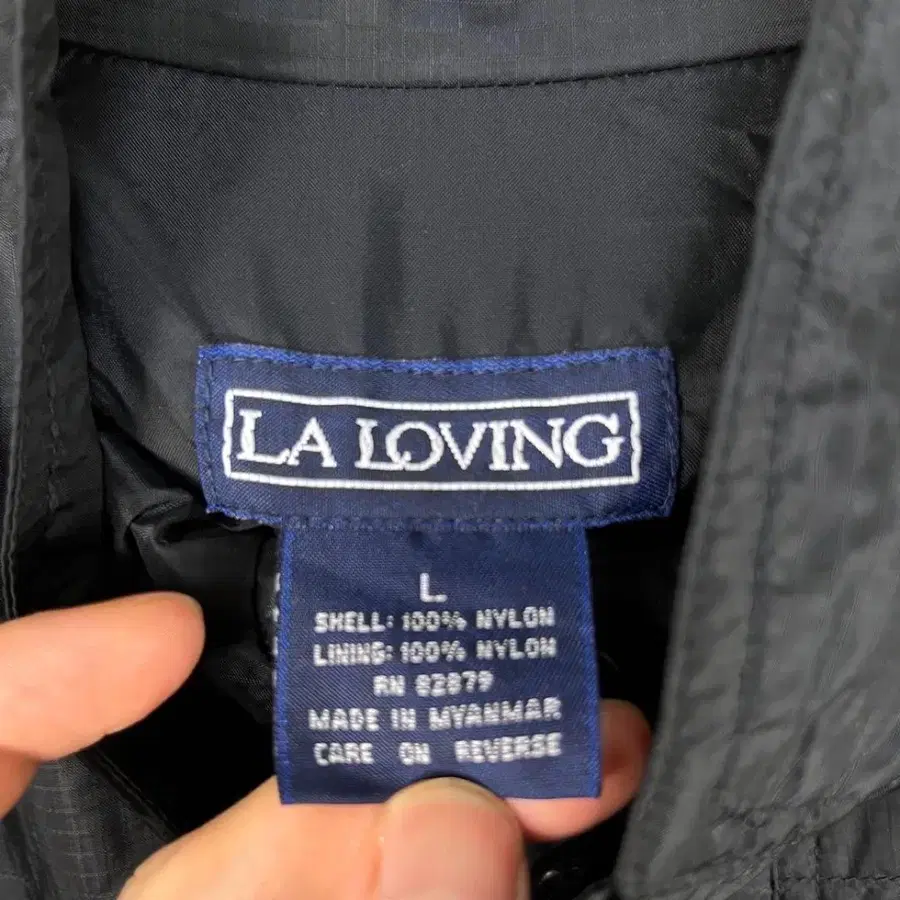 LA LOVING
L
SHELL: 100% NYLON
LINING: 100% NYLON
RN 82879
MADE IN MYANMAR
CARE ON REVERSE